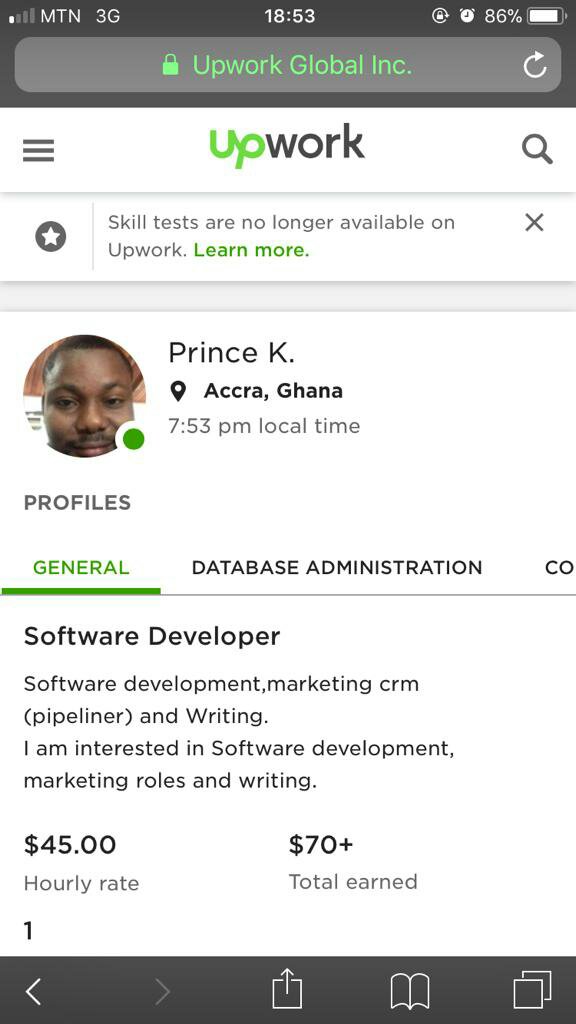 MTN 3G 18:53 86%
Upwork Global Inc.
upwork
Skill tests are no longer available on
Upwork. Learn more.
Prince K.
Accra, Ghana
7:53 pm local time
PROFILES
GENERAL DATABASE ADMINISTRATION CO
Software Developer
Software development,marketing crm
(pipeliner) and Writing.
I am interested in Software development,
marketing roles and writing.
$45.00 $70+
Hourly rate Total earned
1